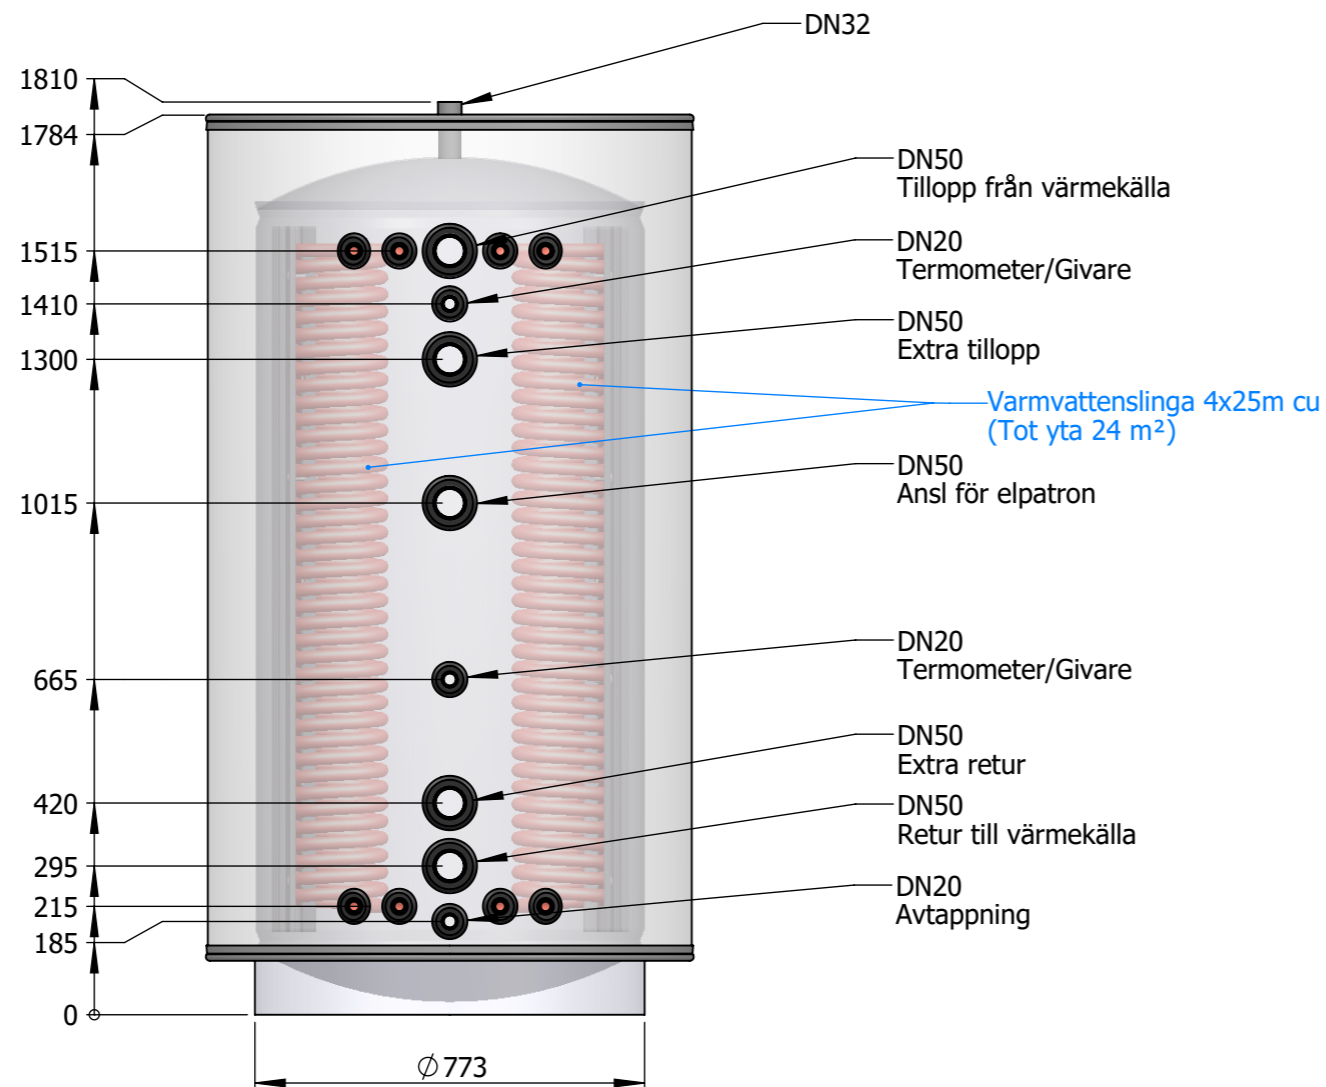 DN32
1810
1784
DN50
Tillopp från värmekälla
1515
DN20
Termometer/Givare
1410
DN50
Extra tillopp
1300
Varmvattenslinga 4x25m cu
(Tot yta 24 m²)
DN50
Ansl för elpatron
1015
DN20
Termometer/Givare
665
DN50
Extra retur
420
DN50
Retur till värmekälla
295
DN20
Avtappning
215
185
0
∅773